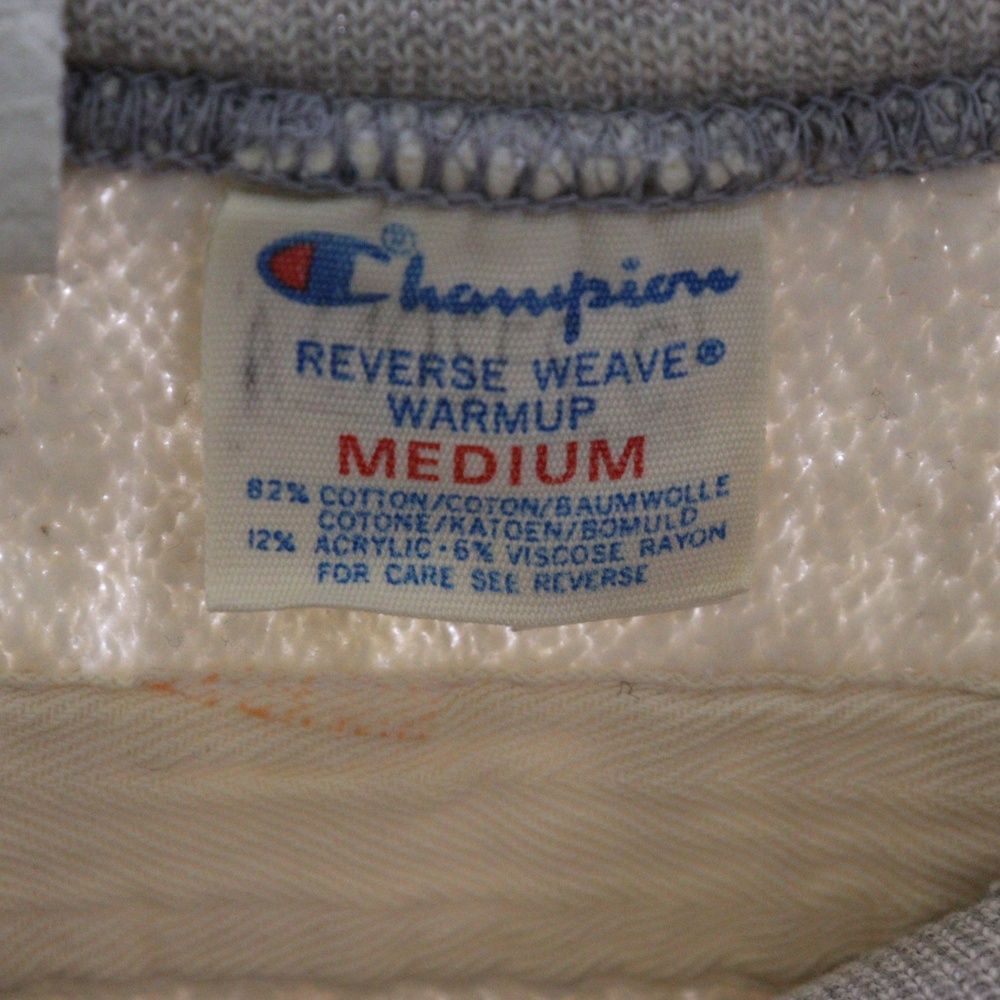 Champion®
REVERSE WEAVE®
WARMUP
MEDIUM
82% COTTON/COTON/BAUMWOLLE
COTONE/KATOEN/BOMULD
12% ACRYLIC·6% VISCOSE RAYON
FOR CARE SEE REVERSE